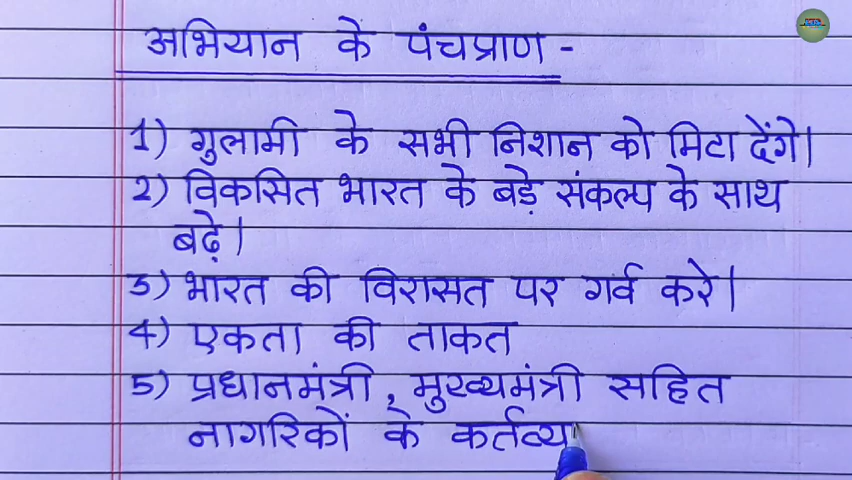 अभियान के पंचप्राण -
1) गुलामी के सभी निशान को मिटा देंगे।
2) विकसित भारत के बड़े संकल्प के साथ
बढ़े।
3) भारत की विरासत पर गर्व करे।
4) एकता की ताकत
5) प्रधानमंत्री, मुख्यमंत्री सहित
नागरिकों के कर्तव्य